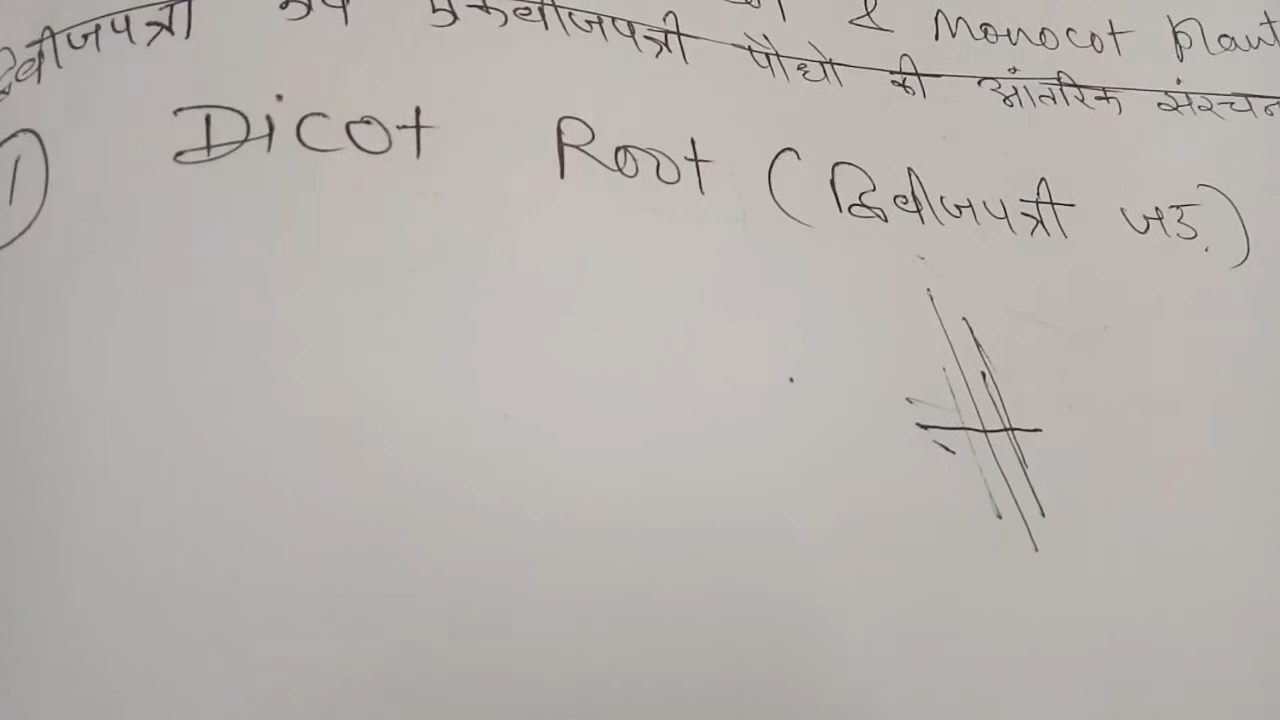 & Monocot plant
द्विबीजपत्री एवं एकबीजपत्री पौधो की आंतरिक संरचन
① Dicot Root (द्विबीजपत्री जड़)